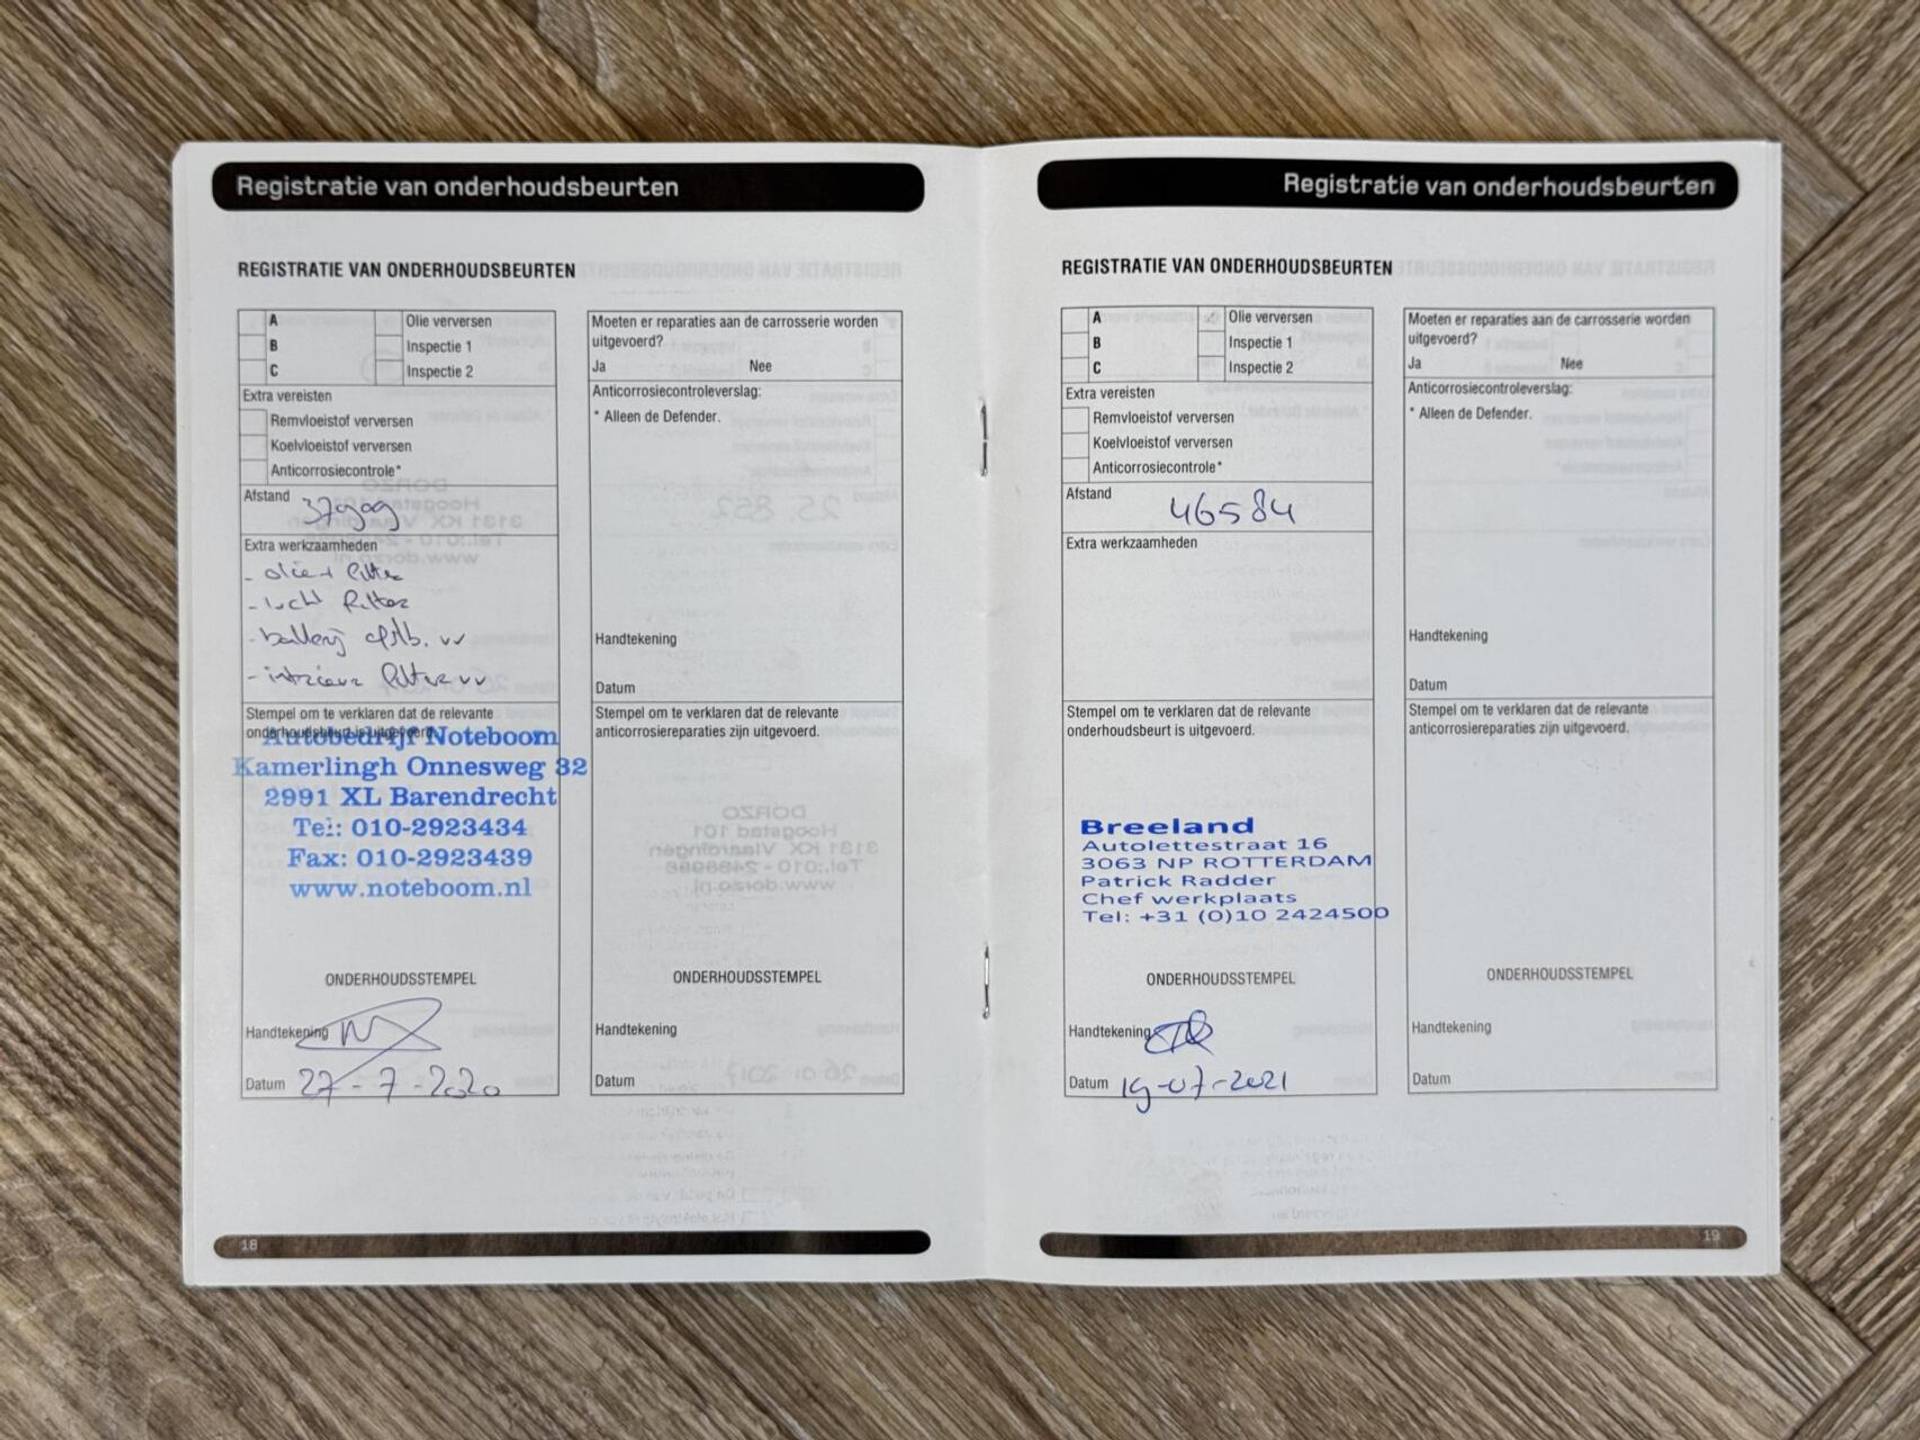 Registratie van onderhoudsbeurten
REGISTRATIE VAN ONDERHOUDSBEURTEN
A
Olie verversen
B
Inspectie 1
C
Inspectie 2
Extra vereisten
Remvloeistof verversen
Koelvloeistof verversen
Anticorrosiecontrole*
Afstand 37909
Extra werkzaamheden
- olie + filter
- lucht filter
- batterij afstb. vv
- interieur filter vv
Stempel om te verklaren dat de relevante
onderhoudsbeurt is uitgevoerd.
Autobedrijf Noteboom
Kamerlingh Onnesweg 32
2991 XL Barendrecht
Tel: 010-2923434
Fax: 010-2923439
www.noteboom.nl
ONDERHOUDSSTEMPEL
Handtekening
Datum 27-7-2020
Moeten er reparaties aan de carrosserie worden
uitgevoerd?
Ja Nee
Anticorrosiecontroleverslag:
* Alleen de Defender.
Handtekening
Datum
Stempel om te verklaren dat de relevante
anticorrosiereparaties zijn uitgevoerd.
ONDERHOUDSSTEMPEL
Handtekening
Datum
18
Registratie van onderhoudsbeurten
REGISTRATIE VAN ONDERHOUDSBEURTEN
A
Olie verversen
B
Inspectie 1
C
Inspectie 2
Extra vereisten
Remvloeistof verversen
Koelvloeistof verversen
Anticorrosiecontrole*
Afstand 46584
Extra werkzaamheden
Stempel om te verklaren dat de relevante
onderhoudsbeurt is uitgevoerd.
Breeland
Autolettestraat 16
3063 NP ROTTERDAM
Patrick Radder
Chef werkplaats
Tel: +31 (0)10 2424500
ONDERHOUDSSTEMPEL
Handtekening
Datum 19-07-2021
Moeten er reparaties aan de carrosserie worden
uitgevoerd?
Ja Nee
Anticorrosiecontroleverslag:
* Alleen de Defender.
Handtekening
Datum
Stempel om te verklaren dat de relevante
anticorrosiereparaties zijn uitgevoerd.
ONDERHOUDSSTEMPEL
Handtekening
Datum
19